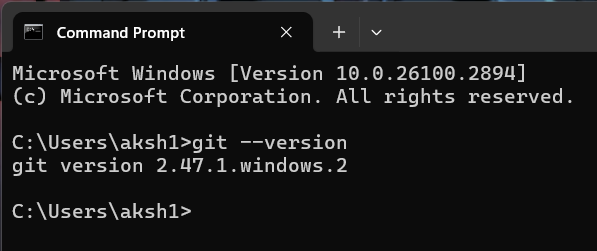 Command Prompt
Microsoft Windows [Version 10.0.26100.2894]
(c) Microsoft Corporation. All rights reserved.
C:\Users\aksh1>git --version
git version 2.47.1.windows.2
C:\Users\aksh1>